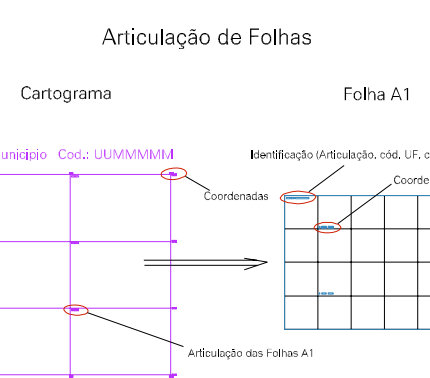 Articulação de Folhas
Cartograma
Folha A1
unicípio Cod.: UUMMMMM
Identificação (Articulação, cód, UF, c
Coorde
Coordenadas
Articulação das Folhas A1